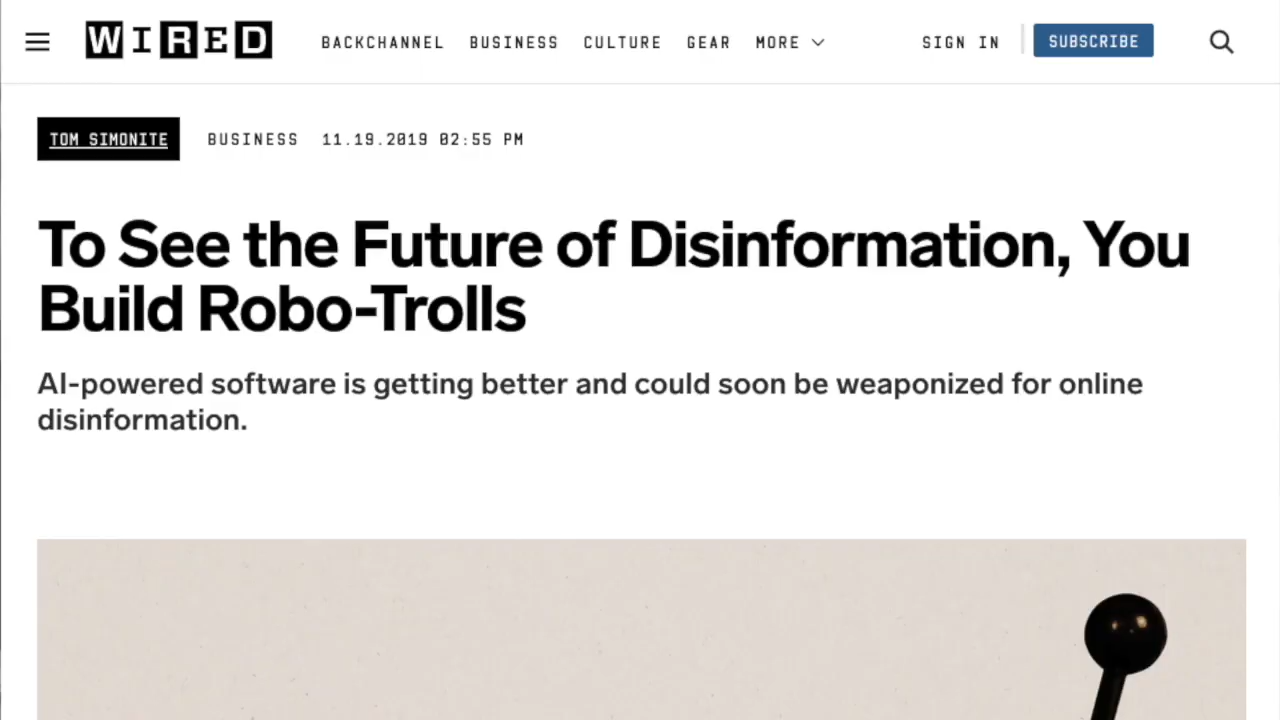 WIRED BACKCHANNEL BUSINESS CULTURE GEAR MORE SIGN IN SUBSCRIBE
TOM SIMONITE BUSINESS 11.19.2019 02:55 PM
To See the Future of Disinformation, You
Build Robo-Trolls
AI-powered software is getting better and could soon be weaponized for online
disinformation.